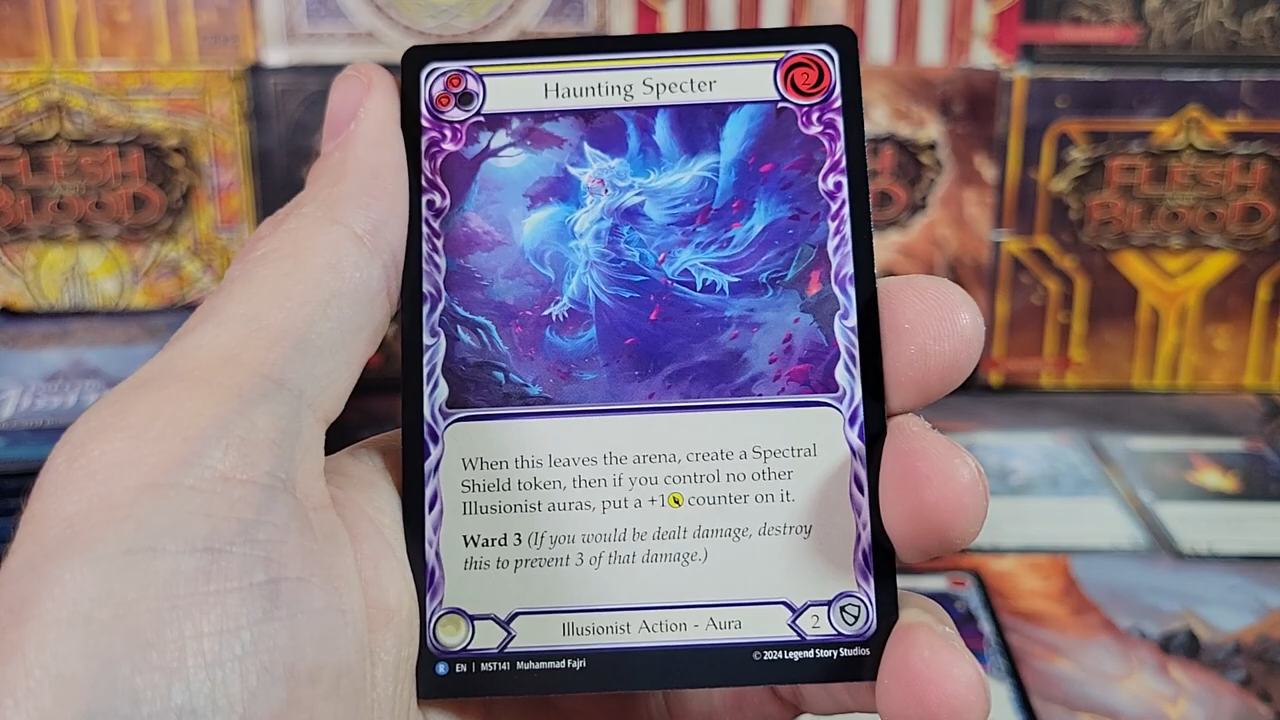 Haunting Specter
2
When this leaves the arena, create a Spectral
Shield token, then if you control no other
Illusionist auras, put a +1 counter on it.
Ward 3 (If you would be dealt damage, destroy
this to prevent 3 of that damage.)
Illusionist Action - Aura
2
R EN | MST141 Muhammad Fajri
© 2024 Legend Story Studios
FLESH
AND
BLOOD
FLESH
BLOOD